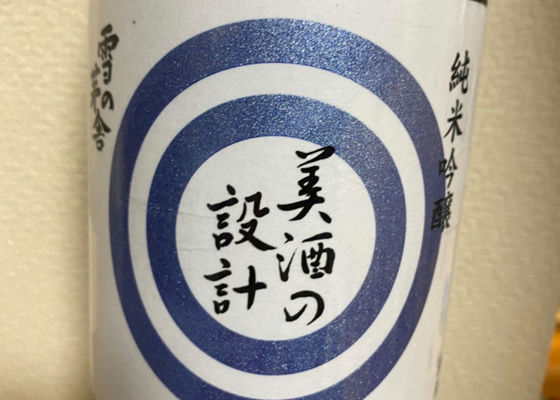 純米吟醸
美酒の
設計
雪の茅舎